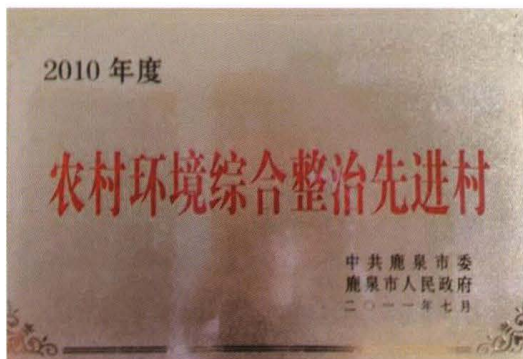 2010 年度
农村环境综合整治先进村
中共鹿泉市委
鹿泉市人民政府
二〇一一年七月